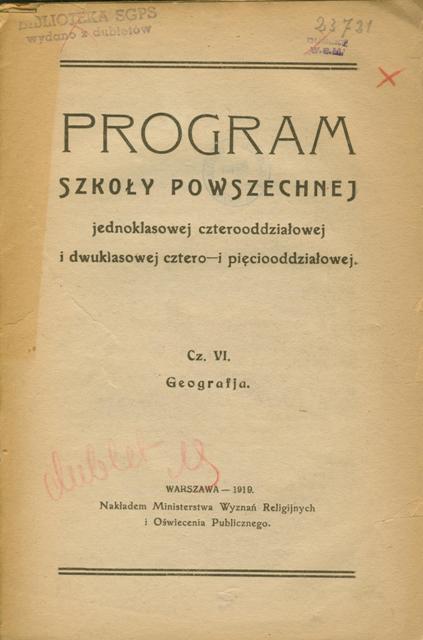 BIBLIOTEKA SGPS
wydano z dubletów
23721
PROGRAM
SZKOŁY POWSZECHNEJ
jednoklasowej czterooddziałowej
i dwuklasowej cztero—i pięciooddziałowej.
Cz. VI.
Geografja.
dublet
WARSZAWA — 1919.
Nakładem Ministerstwa Wyznań Religijnych
i Oświecenia Publicznego.